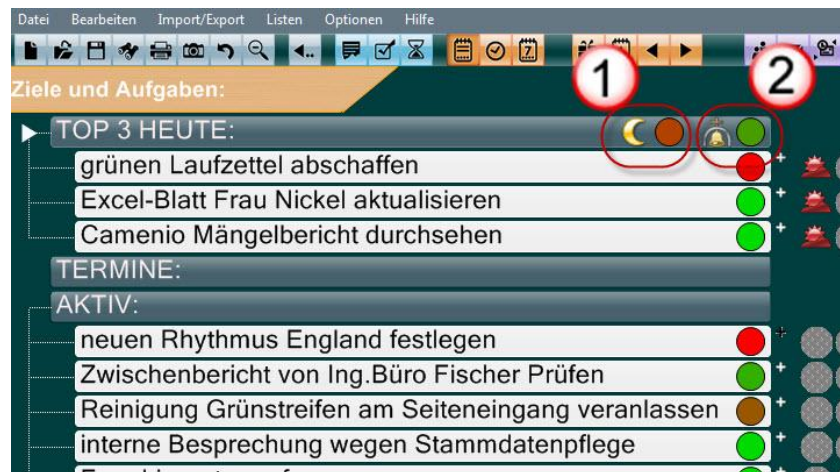 Datei Bearbeiten Import/Export Listen Optionen Hilfe
7
1
2
Ziele und Aufgaben:
TOP 3 HEUTE:
grünen Laufzettel abschaffen
Excel-Blatt Frau Nickel aktualisieren
Camenio Mängelbericht durchsehen
TERMINE:
AKTIV:
neuen Rhythmus England festlegen
Zwischenbericht von Ing.Büro Fischer Prüfen
Reinigung Grünstreifen am Seiteneingang veranlassen
interne Besprechung wegen Stammdatenpflege